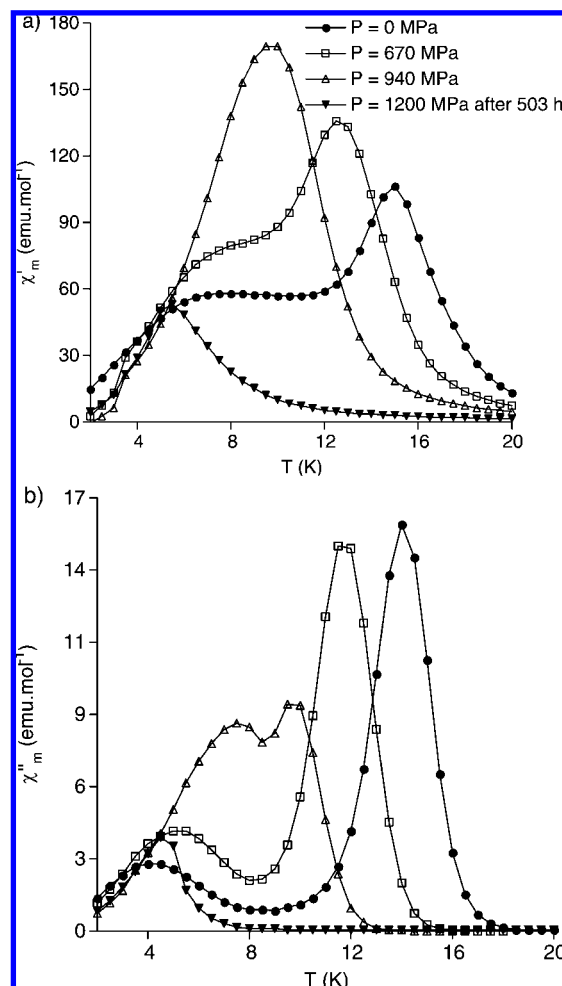 a)
P = 0 MPa
P = 670 MPa
P = 940 MPa
P = 1200 MPa after 503 h
180
150
120
90
60
30
0
χ'm (emu.mol-1)
4 8 12 16 20
T (K)
b)
17
14
11
9
6
3
0
χ"m (emu.mol-1)
4 8 12 16 20
T (K)